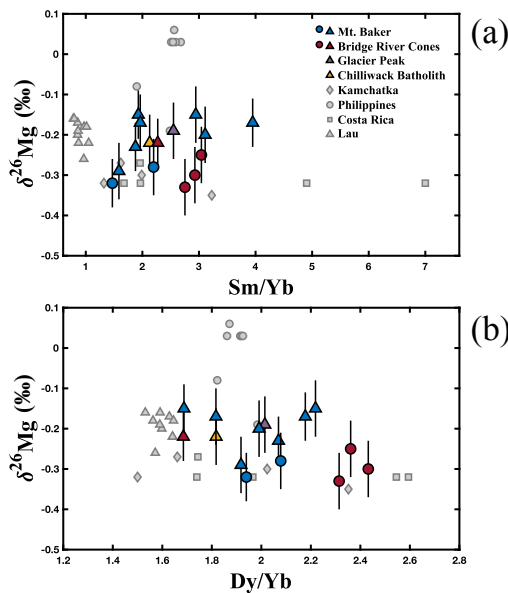 (a)
0.1
0
-0.1
-0.2
-0.3
-0.4
-0.5
δ²⁶Mg (‰)
Mt. Baker
Bridge River Cones
Glacier Peak
Chilliwack Batholith
Kamchatka
Philippines
Costa Rica
Lau
1 2 3 4 5 6 7
Sm/Yb
(b)
0.1
0
-0.1
-0.2
-0.3
-0.4
-0.5
δ²⁶Mg (‰)
1.2 1.4 1.6 1.8 2 2.2 2.4 2.6 2.8
Dy/Yb